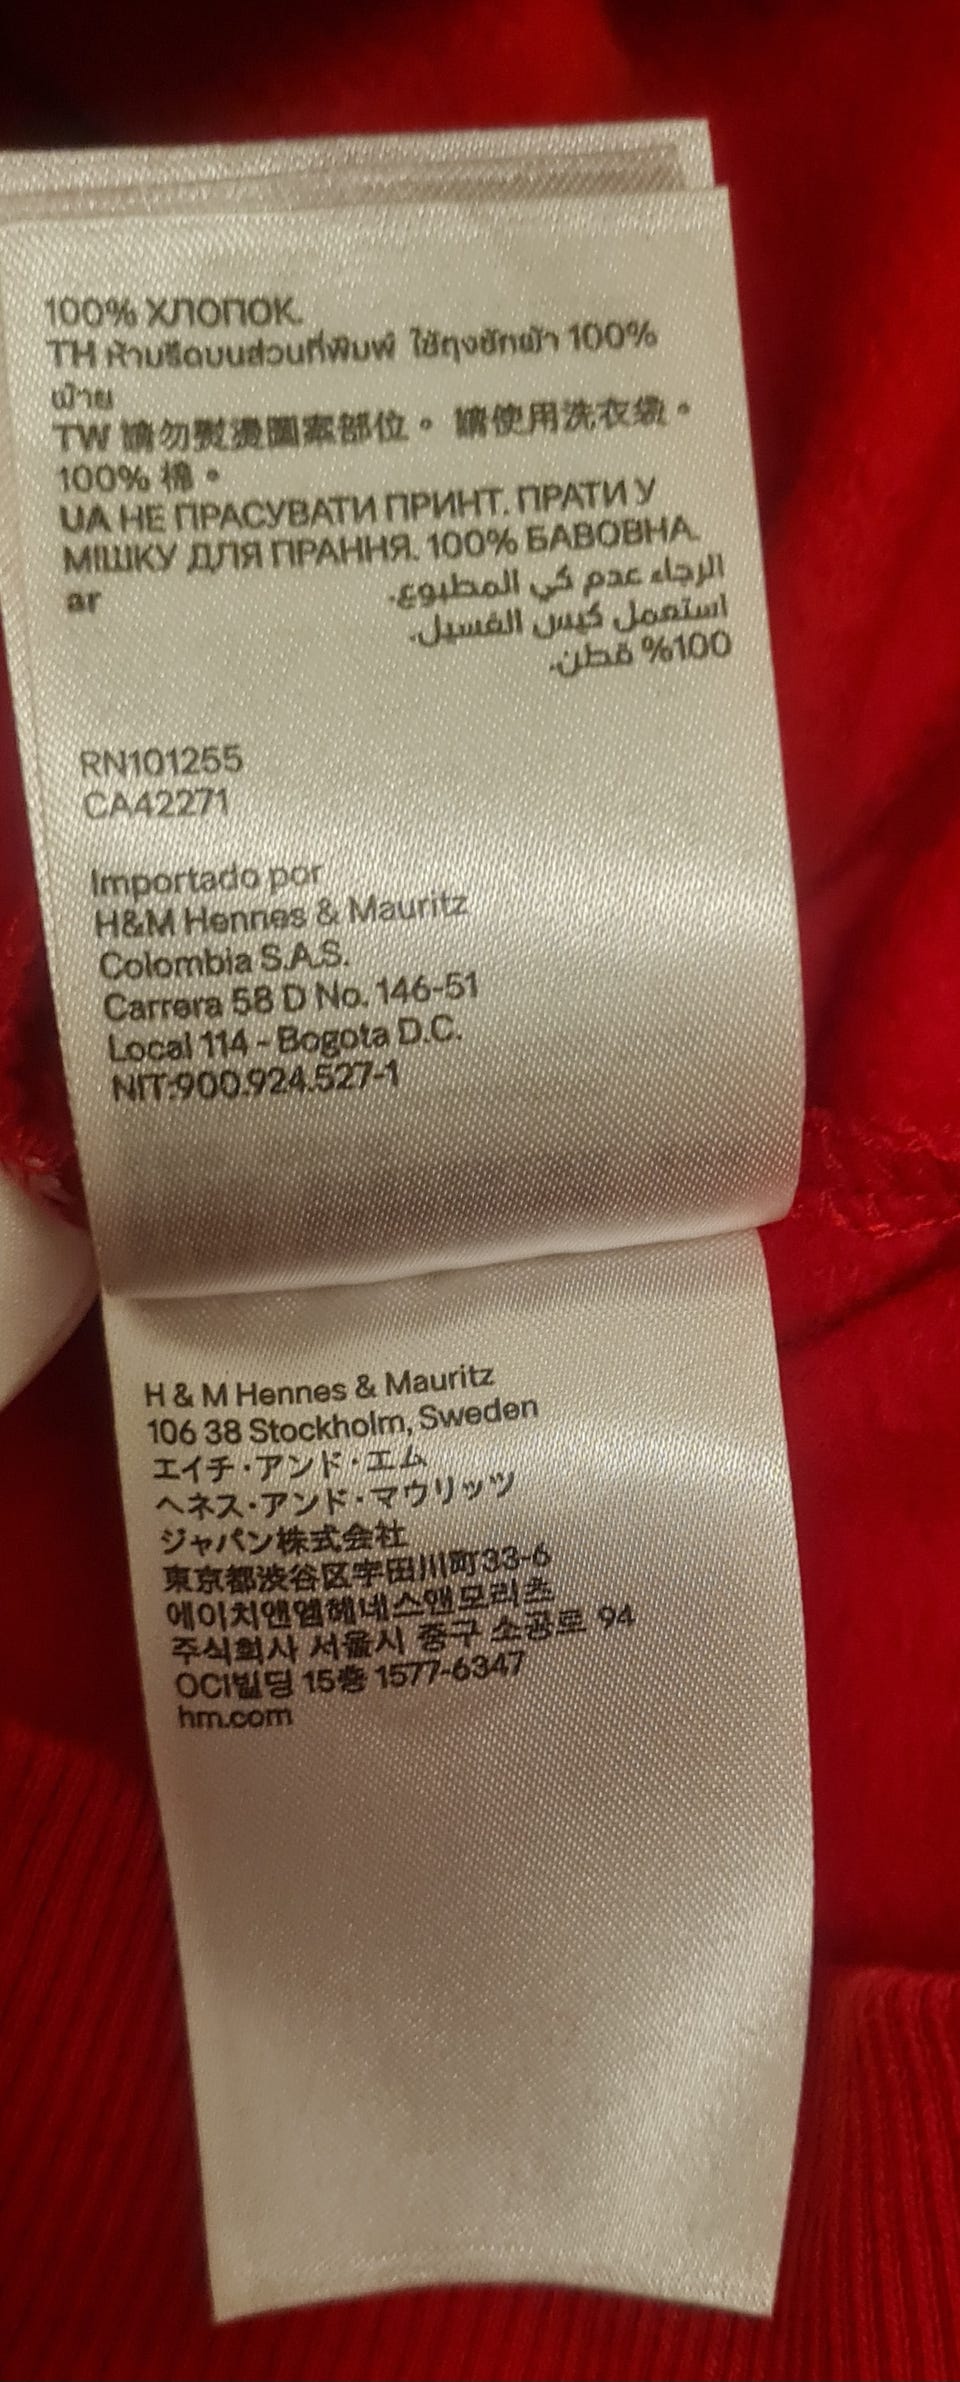 100% ХЛОПОК.
TH ห้ามรีดบนส่วนที่พิมพ์ ใช้ถุงซักผ้า 100%
ฝ้าย
TW 請勿熨燙圖案部位。 請使用洗衣袋。
100% 棉。
UA НЕ ПРАСУВАТИ ПРИНТ. ПРАТИ У
МІШКУ ДЛЯ ПРАННЯ. 100% БАВОВНА.
ar الرجاء عدم كي المطبوع.
استعمل كيس الغسيل.
100% قطن.
RN101255
CA42271
Importado por
H&M Hennes & Mauritz
Colombia S.A.S.
Carrera 58 D No. 146-51
Local 114 - Bogota D.C.
NIT:900.924.527-1
H & M Hennes & Mauritz
106 38 Stockholm, Sweden
エイチ・アンド・エム
ヘネス・アンド・マウリッツ
ジャパン株式会社
東京都渋谷区宇田川町33-6
에이치앤엠헤네스앤모리츠
주식회사 서울시 중구 소공로 94
OCI빌딩 15층 1577-6347
hm.com